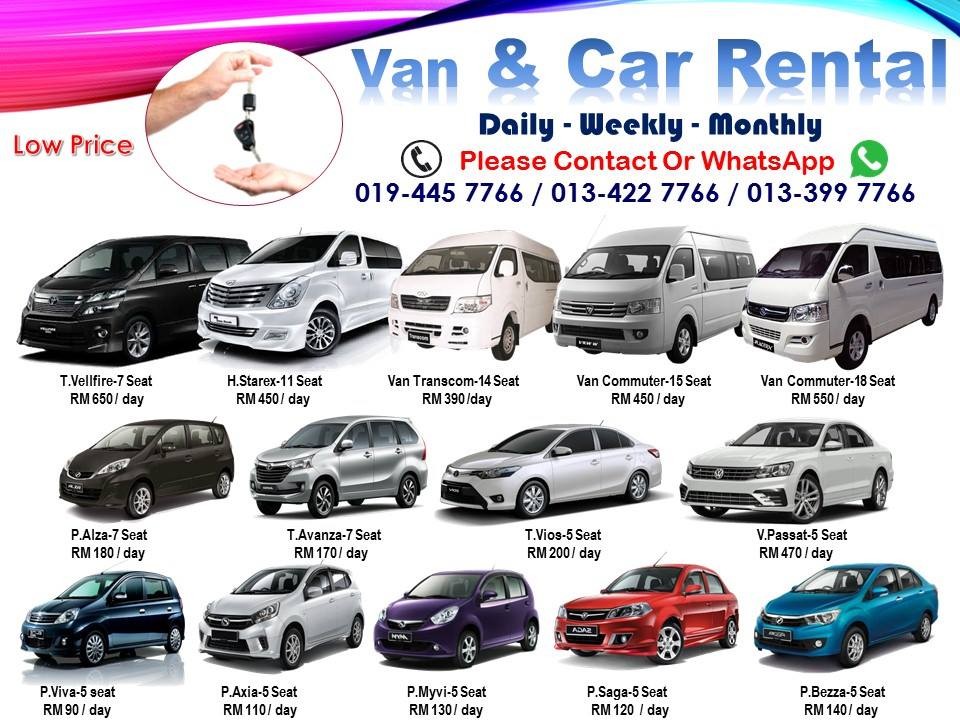 Van & Car Rental
Daily - Weekly - Monthly
Low Price
Please Contact Or WhatsApp
019-445 7766 / 013-422 7766 / 013-399 7766
T.Vellfire-7 Seat
RM 650 / day
H.Starex-11 Seat
RM 450 / day
Van Transcom-14 Seat
RM 390 /day
Van Commuter-15 Seat
RM 450 / day
Van Commuter-18 Seat
RM 550 / day
P.Alza-7 Seat
RM 180 / day
T.Avanza-7 Seat
RM 170 / day
T.Vios-5 Seat
RM 200 / day
V.Passat-5 Seat
RM 470 / day
P.Viva-5 seat
RM 90 / day
P.Axia-5 Seat
RM 110 / day
P.Myvi-5 Seat
RM 130 / day
P.Saga-5 Seat
RM 120 / day
P.Bezza-5 Seat
RM 140 / day